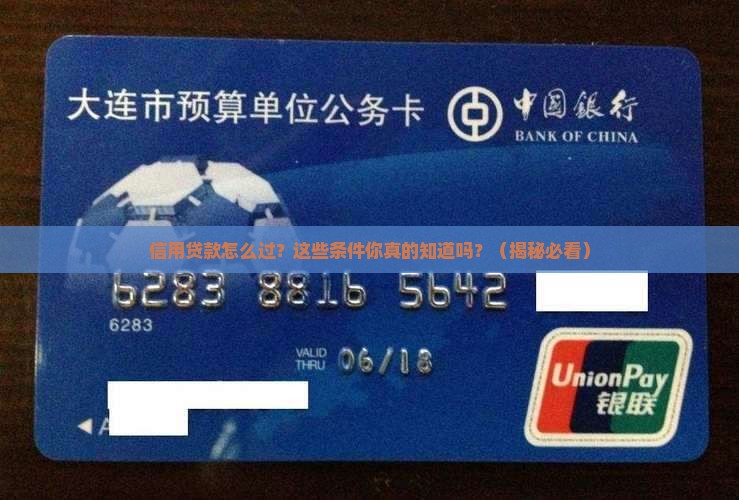 大连市预算单位公务卡
中国银行
BANK OF CHINA
信用贷款怎么过？这些条件你真的知道吗？（揭秘必看）
6283 8816 5642
6283
VALID THRU 06/18
UnionPay
银联